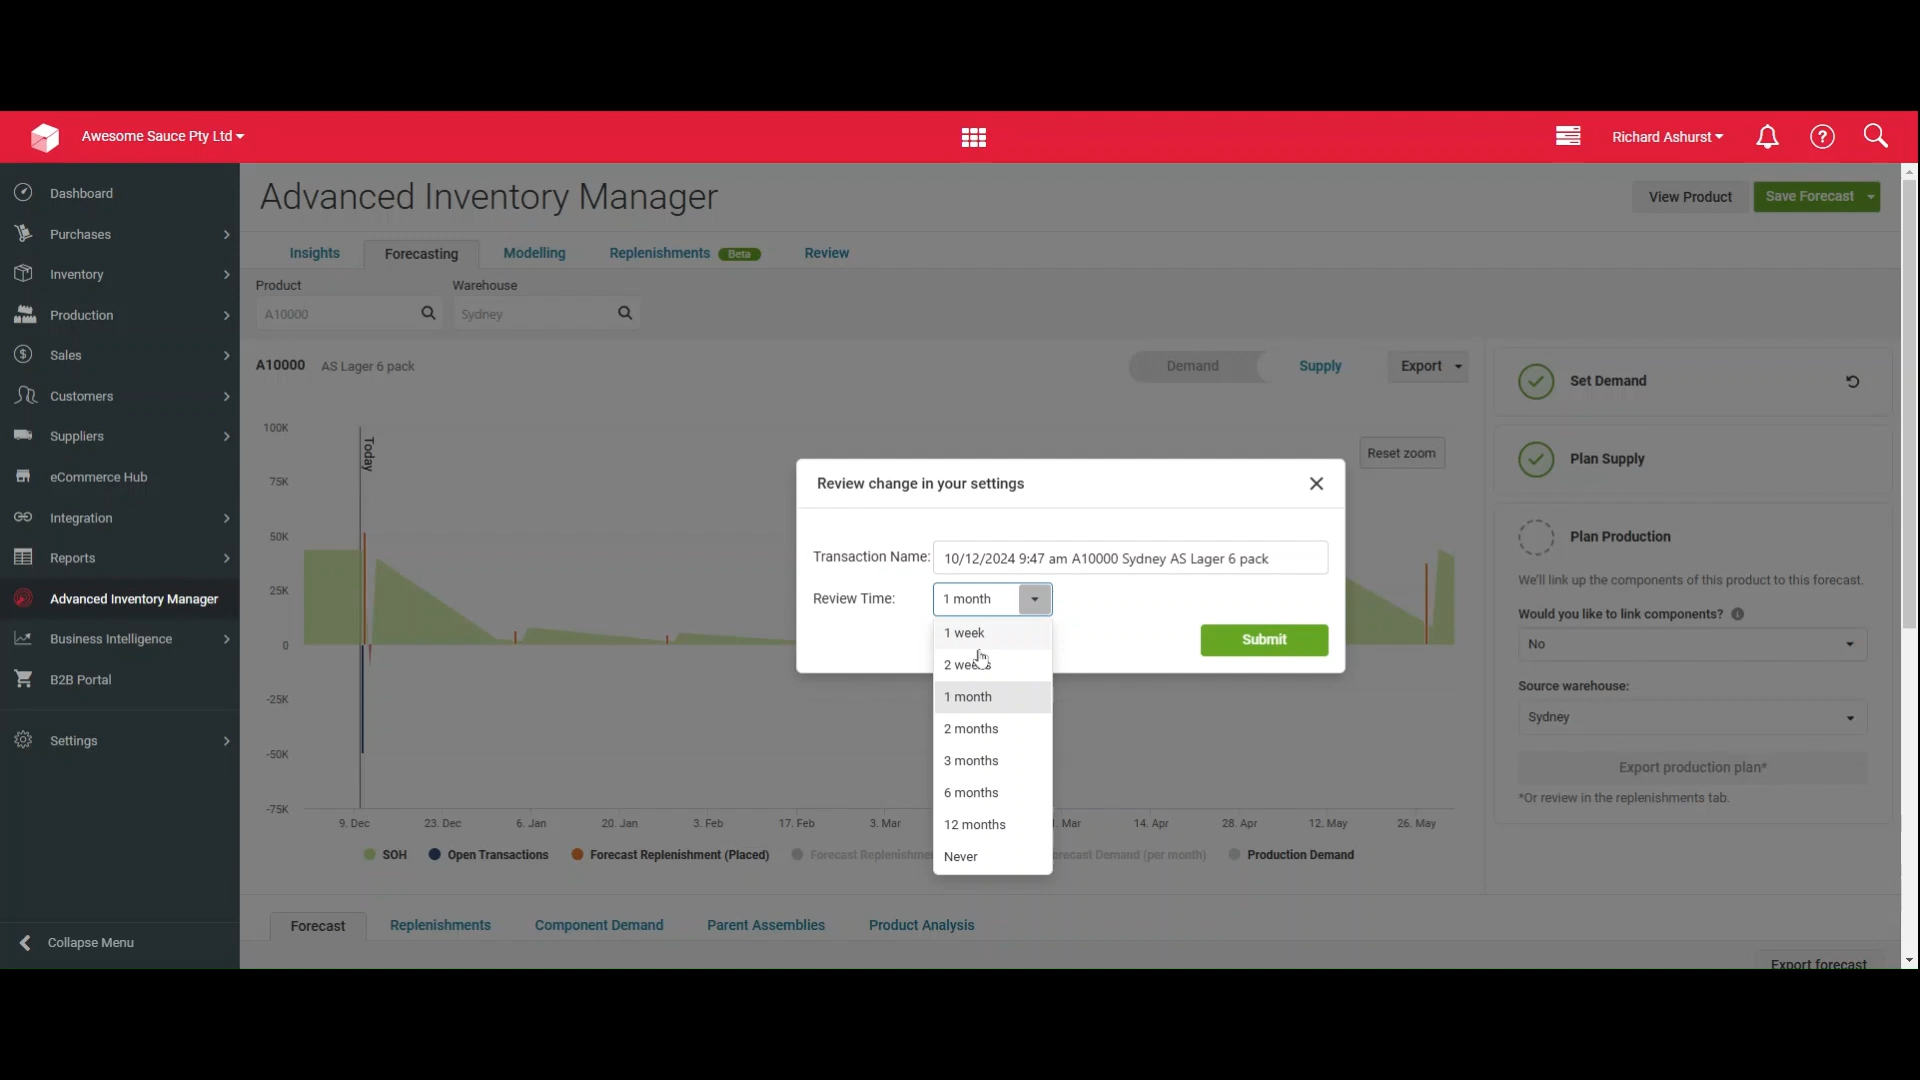 Awesome Sauce Pty Ltd
Richard Ashurst
Dashboard
Purchases
Inventory
Production
Sales
Customers
Suppliers
eCommerce Hub
Integration
Reports
Advanced Inventory Manager
Business Intelligence
B2B Portal
Settings
Collapse Menu
Advanced Inventory Manager
View Product
Save Forecast
Insights
Forecasting
Modelling
Replenishments Beta
Review
Product
Warehouse
A10000
Sydney
A10000 AS Lager 6 pack
Demand
Supply
Export
Reset zoom
Today
100K
75K
50K
25K
0
-25K
-50K
-75K
9. Dec
23. Dec
6. Jan
20. Jan
3. Feb
17. Feb
3. Mar
. Mar
14. Apr
28. Apr
12. May
26. May
SOH
Open Transactions
Forecast Replenishment (Placed)
Forecast Replenishme
recast Demand (per month)
Production Demand
Review change in your settings
Transaction Name:
10/12/2024 9:47 am A10000 Sydney AS Lager 6 pack
Review Time:
1 month
1 week
2 weeks
1 month
2 months
3 months
6 months
12 months
Never
Submit
Set Demand
Plan Supply
Plan Production
We'll link up the components of this product to this forecast.
Would you like to link components?
No
Source warehouse:
Sydney
Export production plan*
*Or review in the replenishments tab.
Forecast
Replenishments
Component Demand
Parent Assemblies
Product Analysis
Export forecast